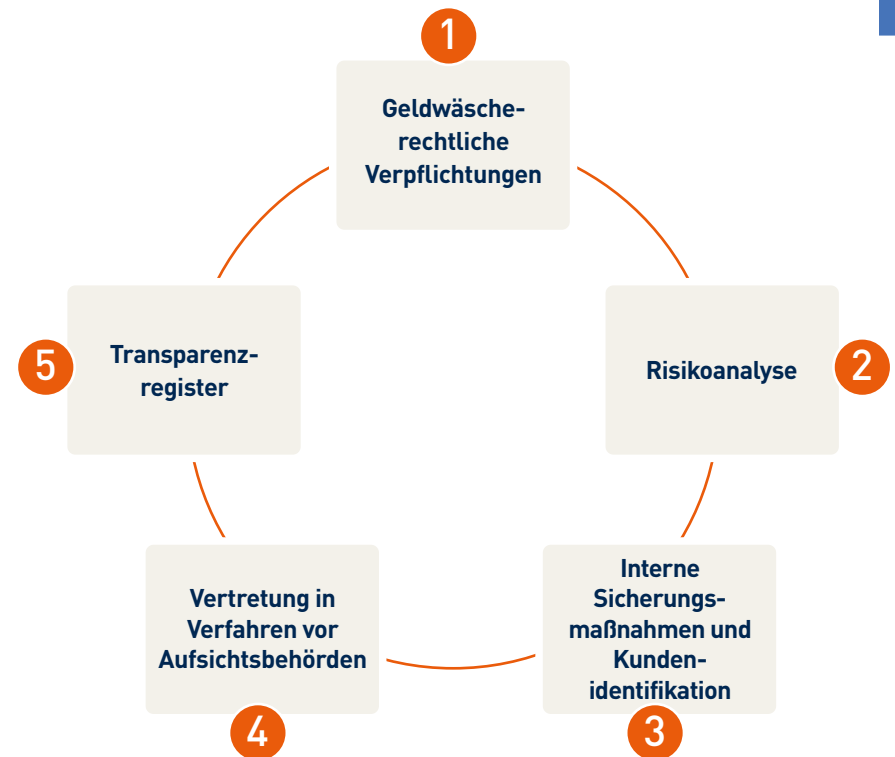 1
Geldwäsche-
rechtliche
Verpflichtungen
2
Risikoanalyse
3
Interne
Sicherungs-
maßnahmen und
Kunden-
identifikation
4
Vertretung in
Verfahren vor
Aufsichtsbehörden
5
Transparenz-
register